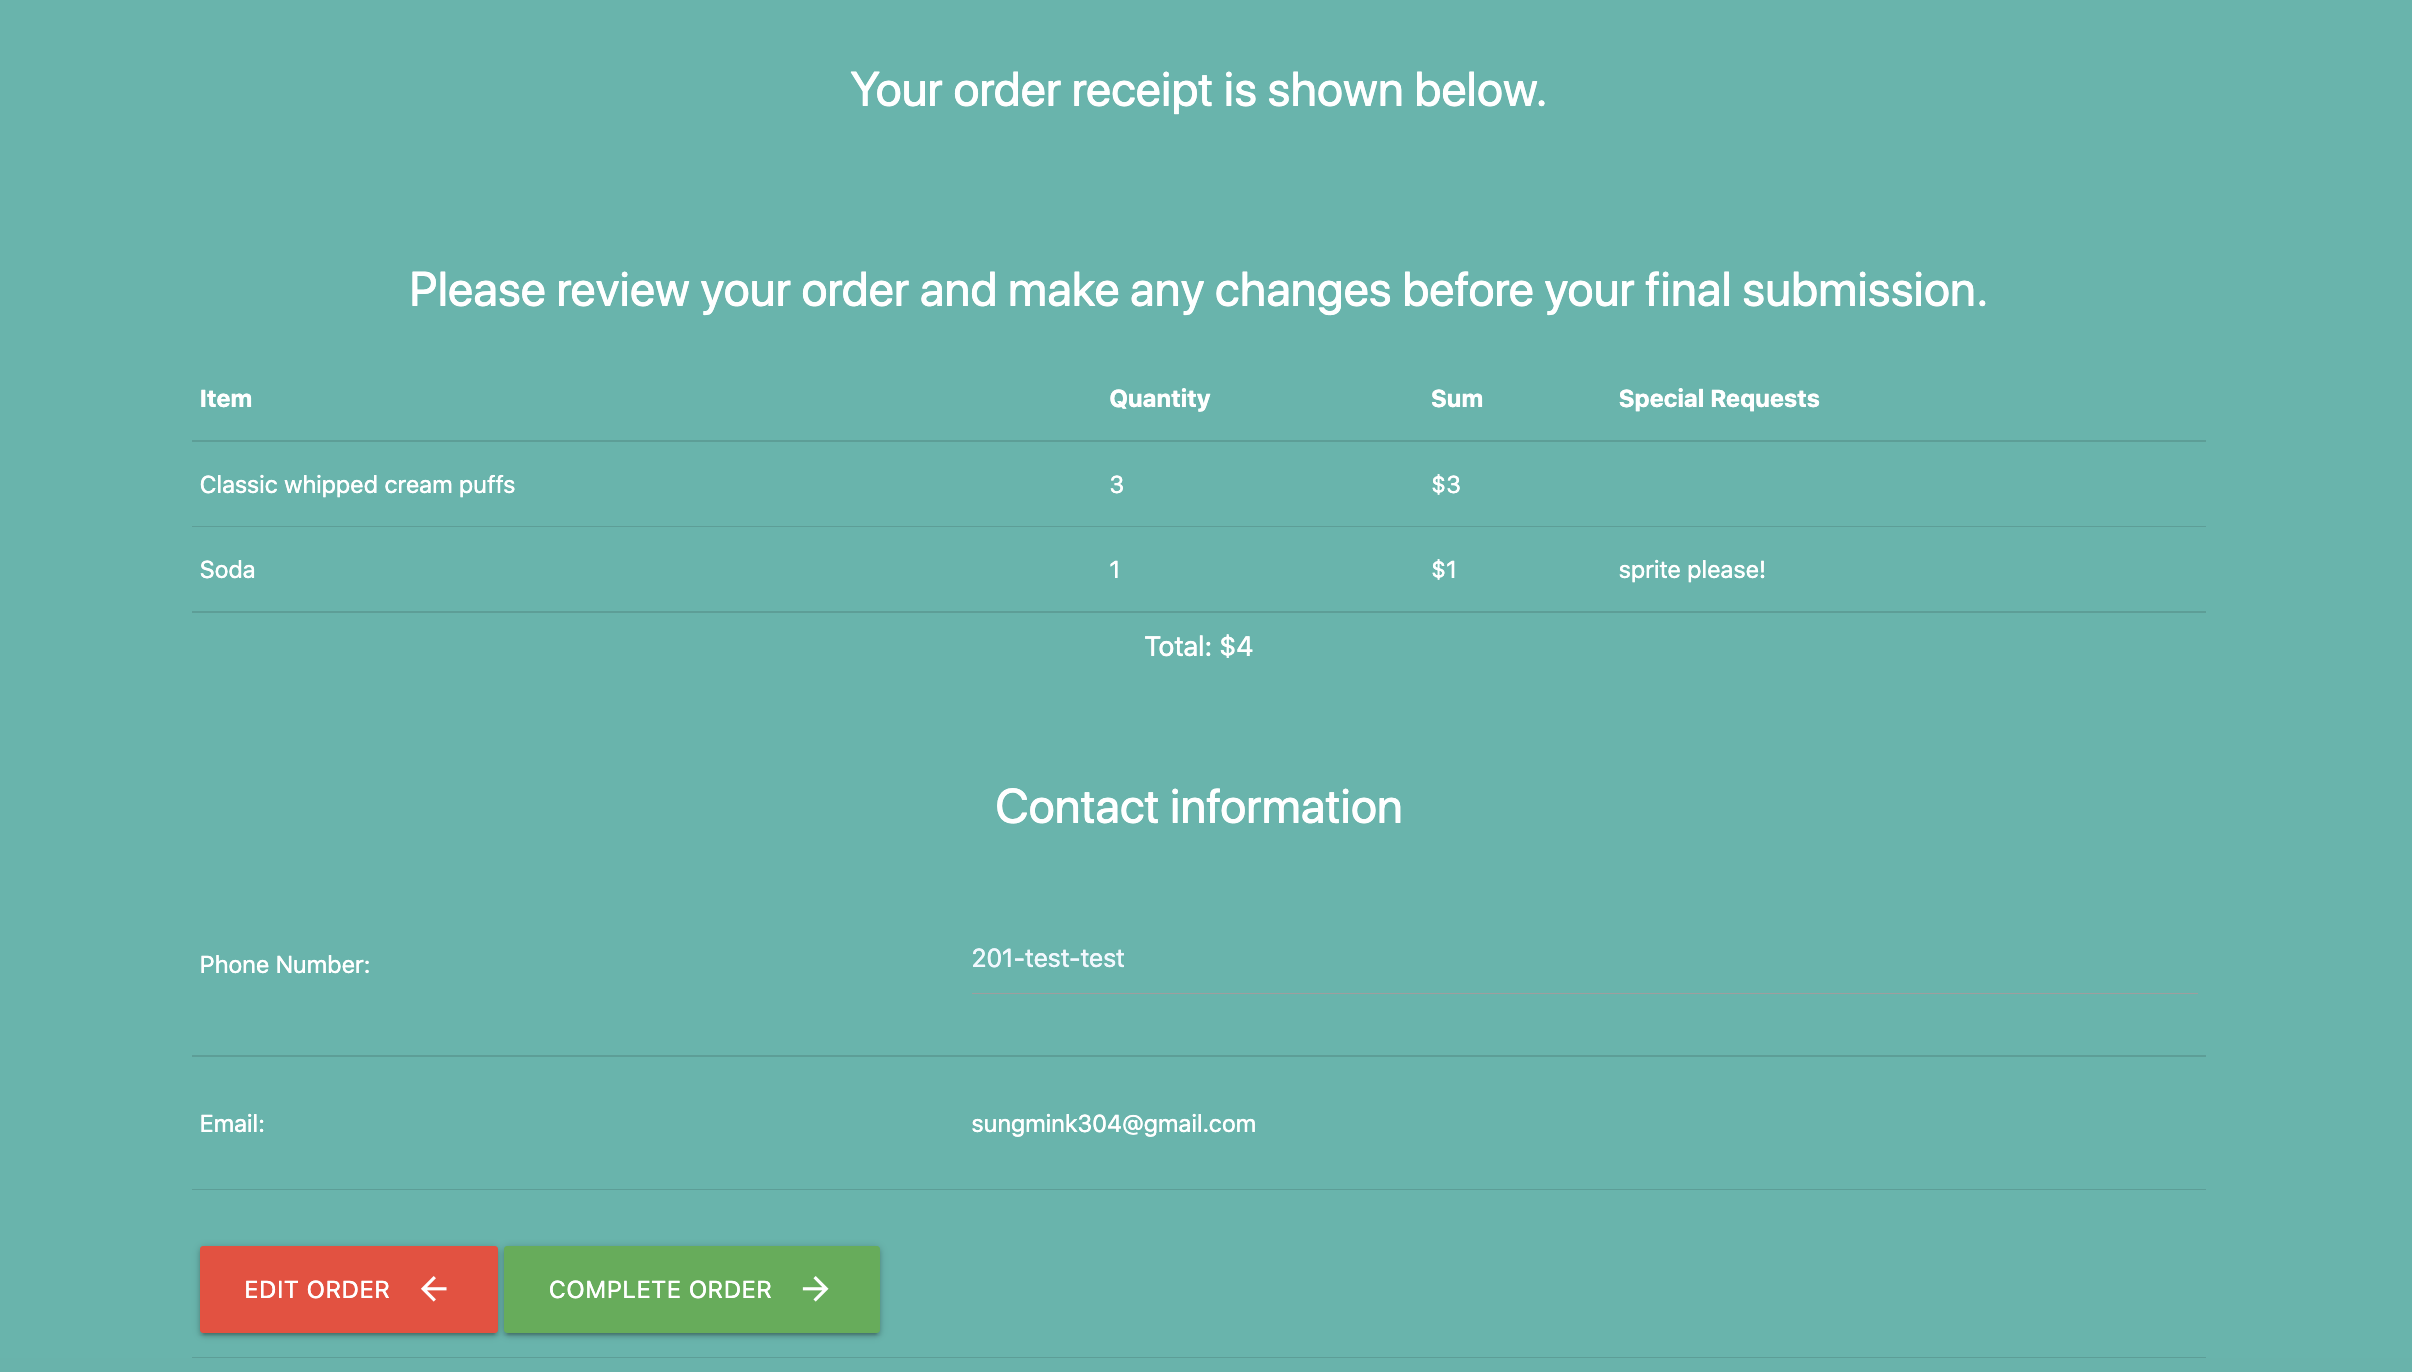 Your order receipt is shown below.
Please review your order and make any changes before your final submission.
Item Quantity Sum Special Requests
Classic whipped cream puffs 3 $3
Soda 1 $1 sprite please!
Total: $4
Contact information
Phone Number: 201-test-test
Email: sungmink304@gmail.com
EDIT ORDER COMPLETE ORDER